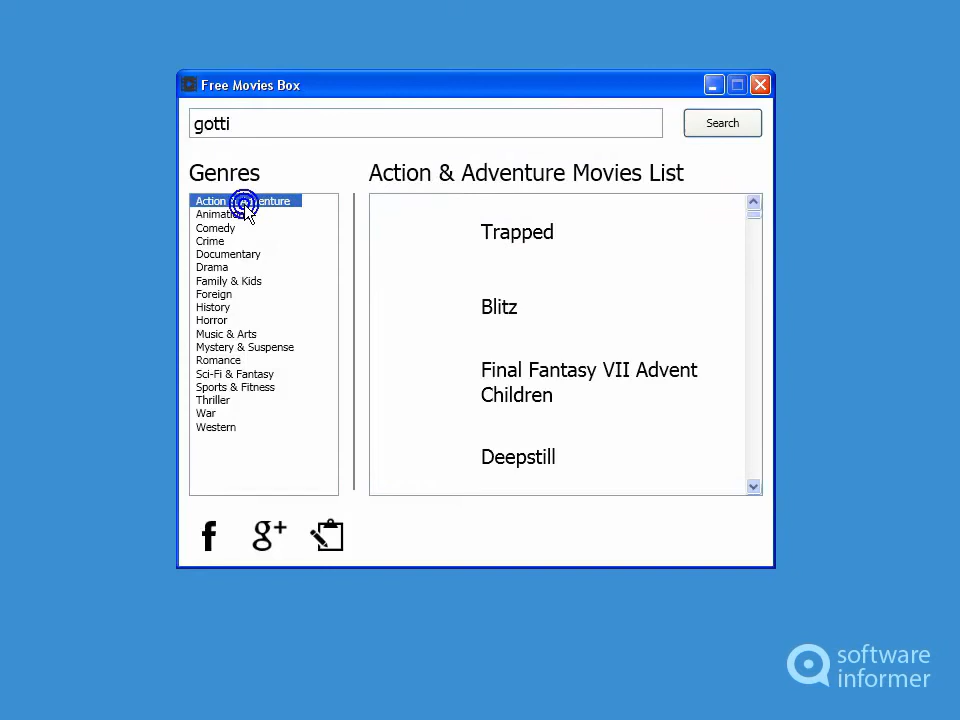 Free Movies Box
gotti
Search
Genres
Action & Adventure Movies List
Action & Adventure
Animation
Comedy
Crime
Documentary
Drama
Family & Kids
Foreign
History
Horror
Music & Arts
Mystery & Suspense
Romance
Sci-Fi & Fantasy
Sports & Fitness
Thriller
War
Western
Trapped
Blitz
Final Fantasy VII Advent
Children
Deepstill
f
g+
software
informer